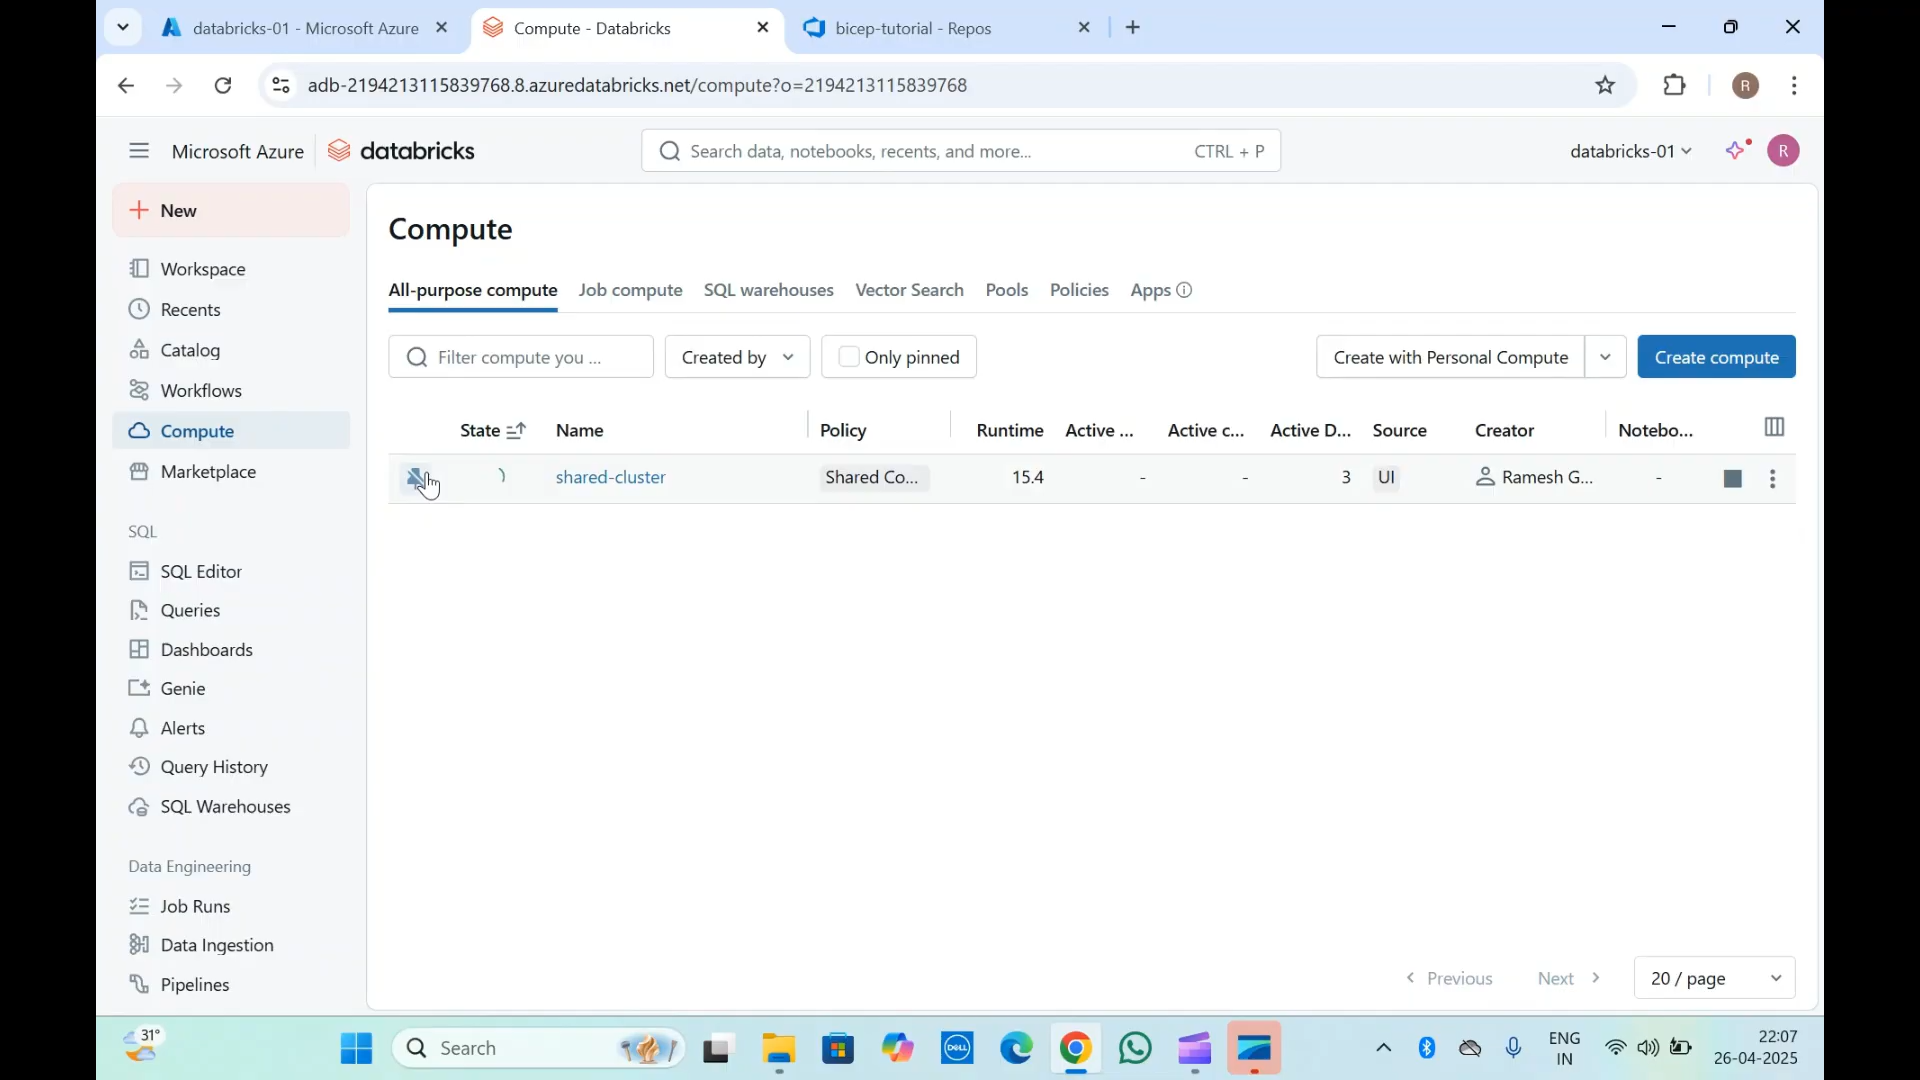 databricks-01 - Microsoft Azure
Compute - Databricks
bicep-tutorial - Repos
adb-2194213115839768.8.azuredatabricks.net/compute?o=2194213115839768
R
Microsoft Azure
databricks
Search data, notebooks, recents, and more...
CTRL + P
databricks-01
R
New
Workspace
Recents
Catalog
Workflows
Compute
Marketplace
SQL
SQL Editor
Queries
Dashboards
Genie
Alerts
Query History
SQL Warehouses
Data Engineering
Job Runs
Data Ingestion
Pipelines
Compute
All-purpose compute
Job compute
SQL warehouses
Vector Search
Pools
Policies
Apps
Filter compute you ...
Created by
Only pinned
Create with Personal Compute
Create compute
State
Name
Policy
Runtime
Active ...
Active c...
Active D...
Source
Creator
Notebo...
shared-cluster
Shared Co...
15.4
-
-
3
UI
Ramesh G...
-
Previous
Next
20 / page
31°
Search
DELL
ENG
IN
22:07
26-04-2025